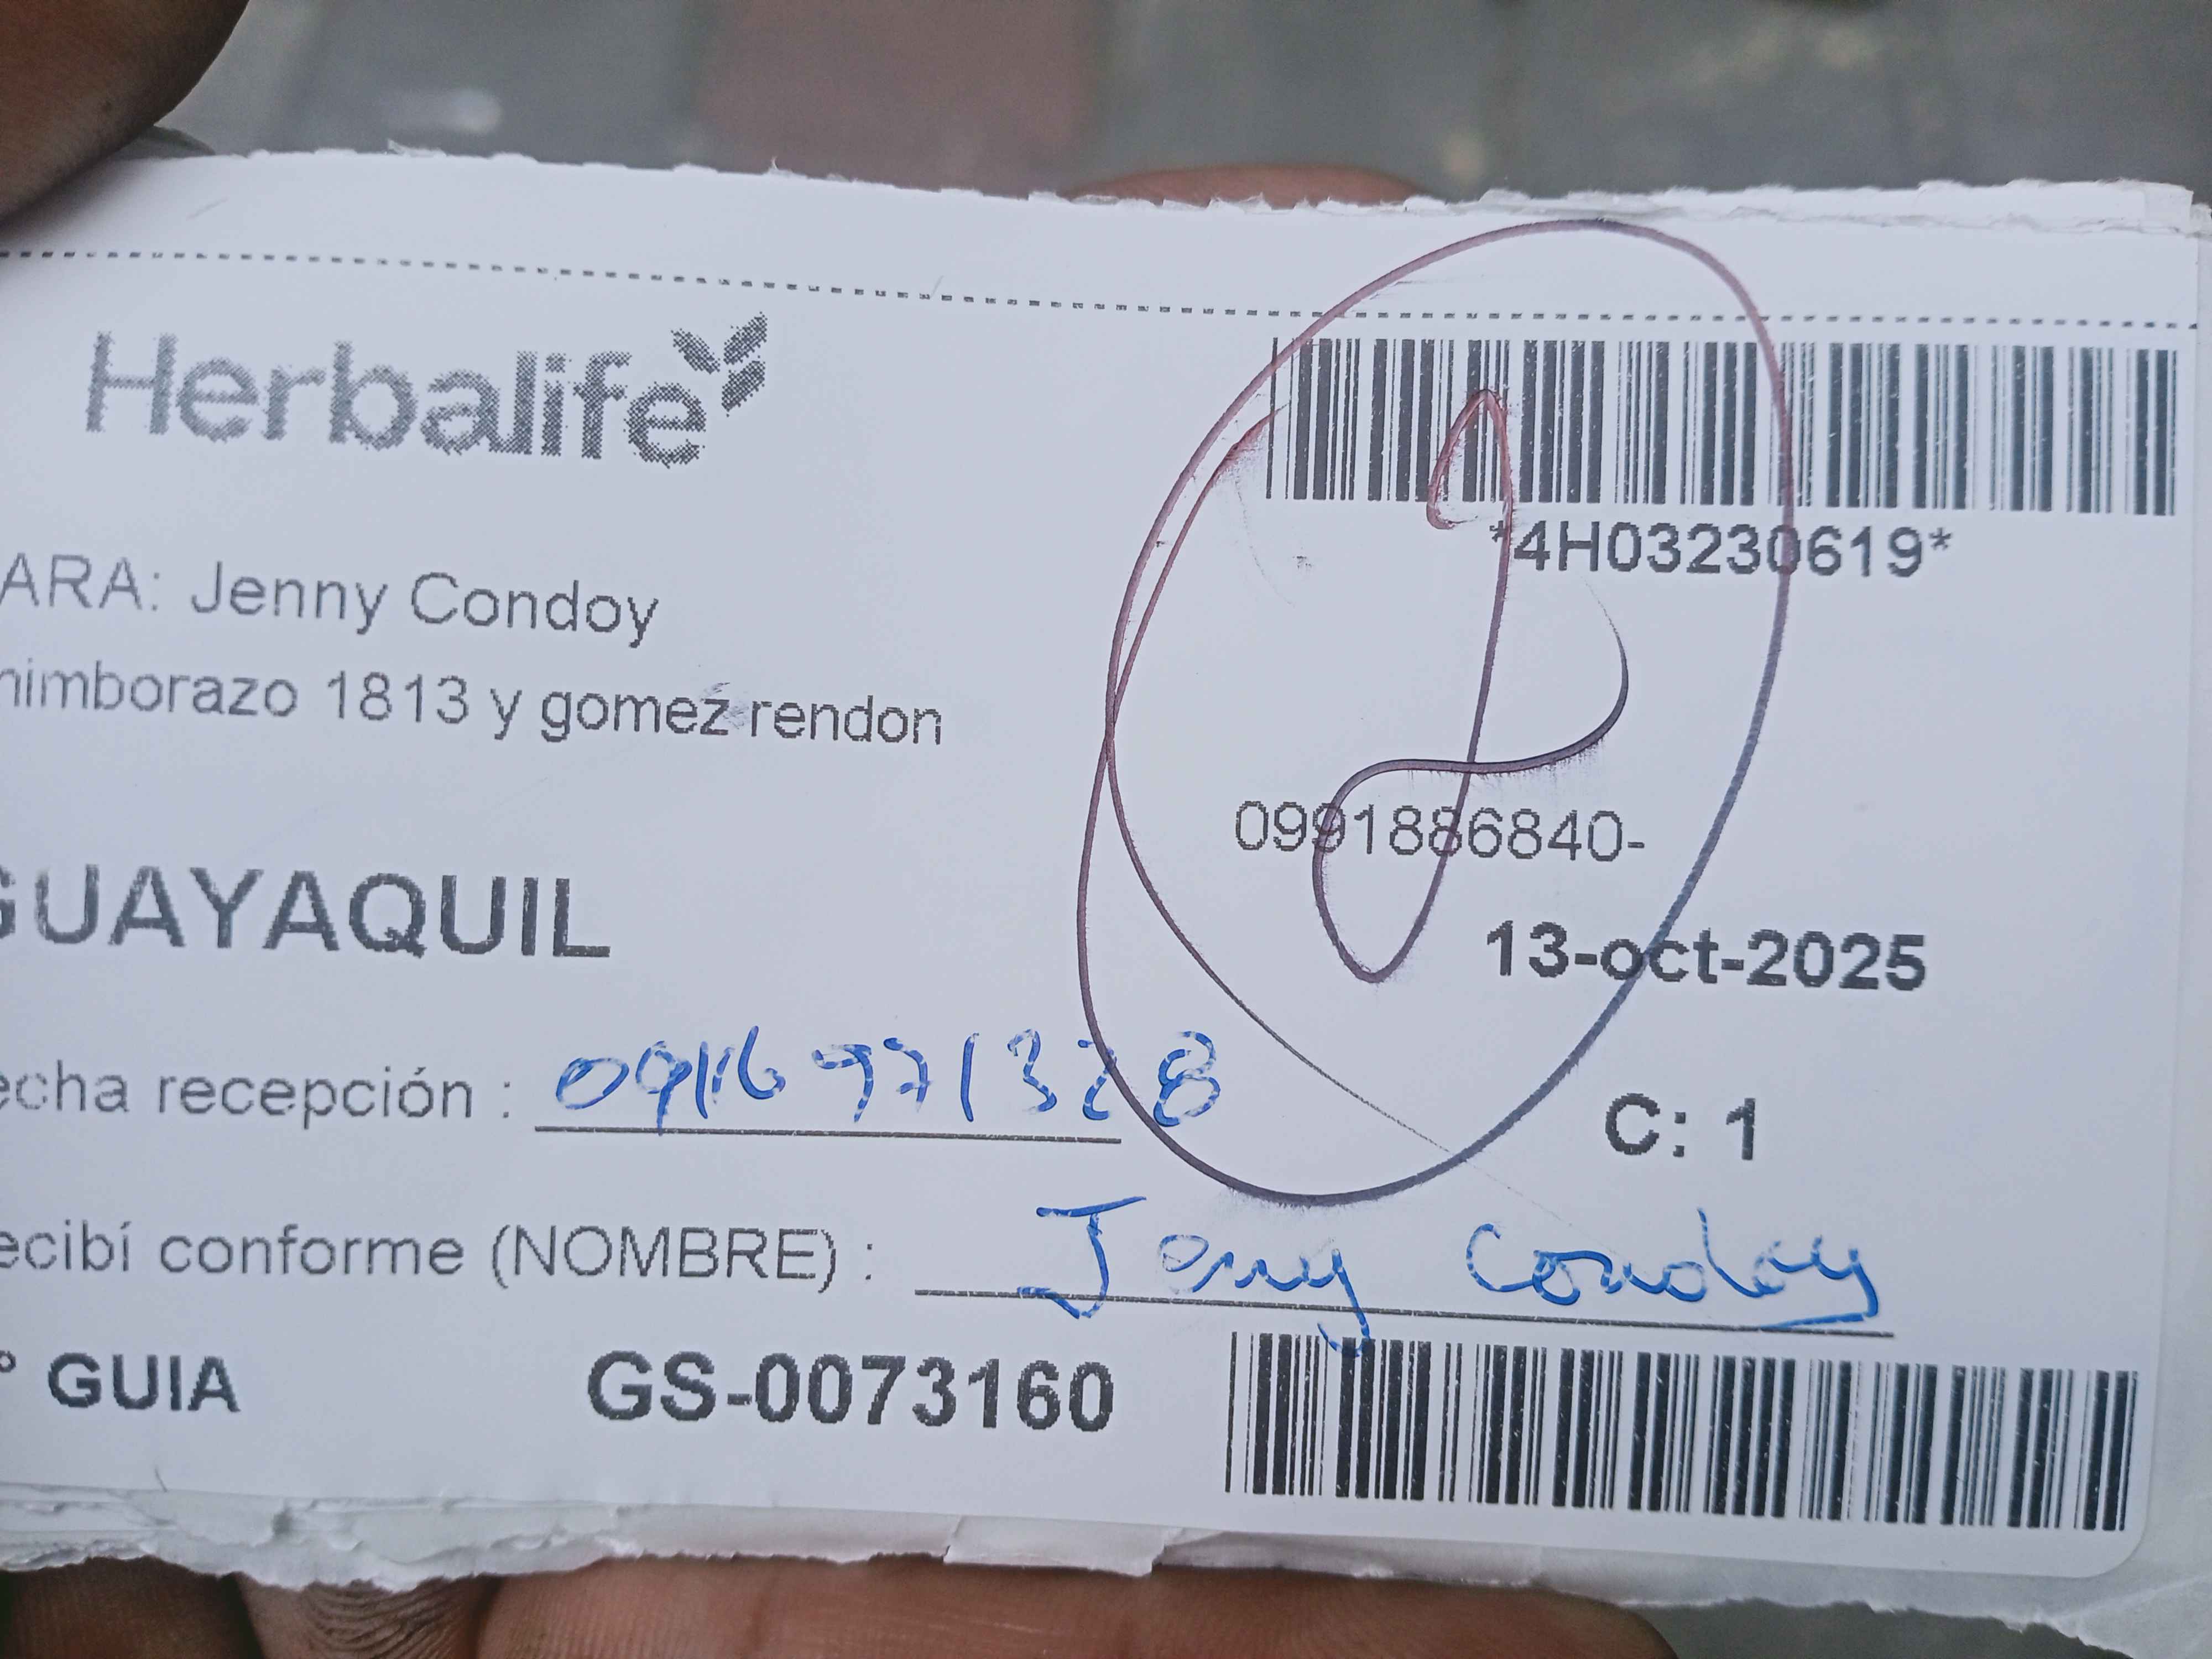 Herbalife
*4H03230619*
ARA: Jenny Condoy
himborazo 1813 y gomez rendon
0991886840-
GUAYAQUIL
13-oct-2025
echa recepción : 0916971328
C: 1
ecibí conforme (NOMBRE) : Jenny Condoy
° GUIA GS-0073160